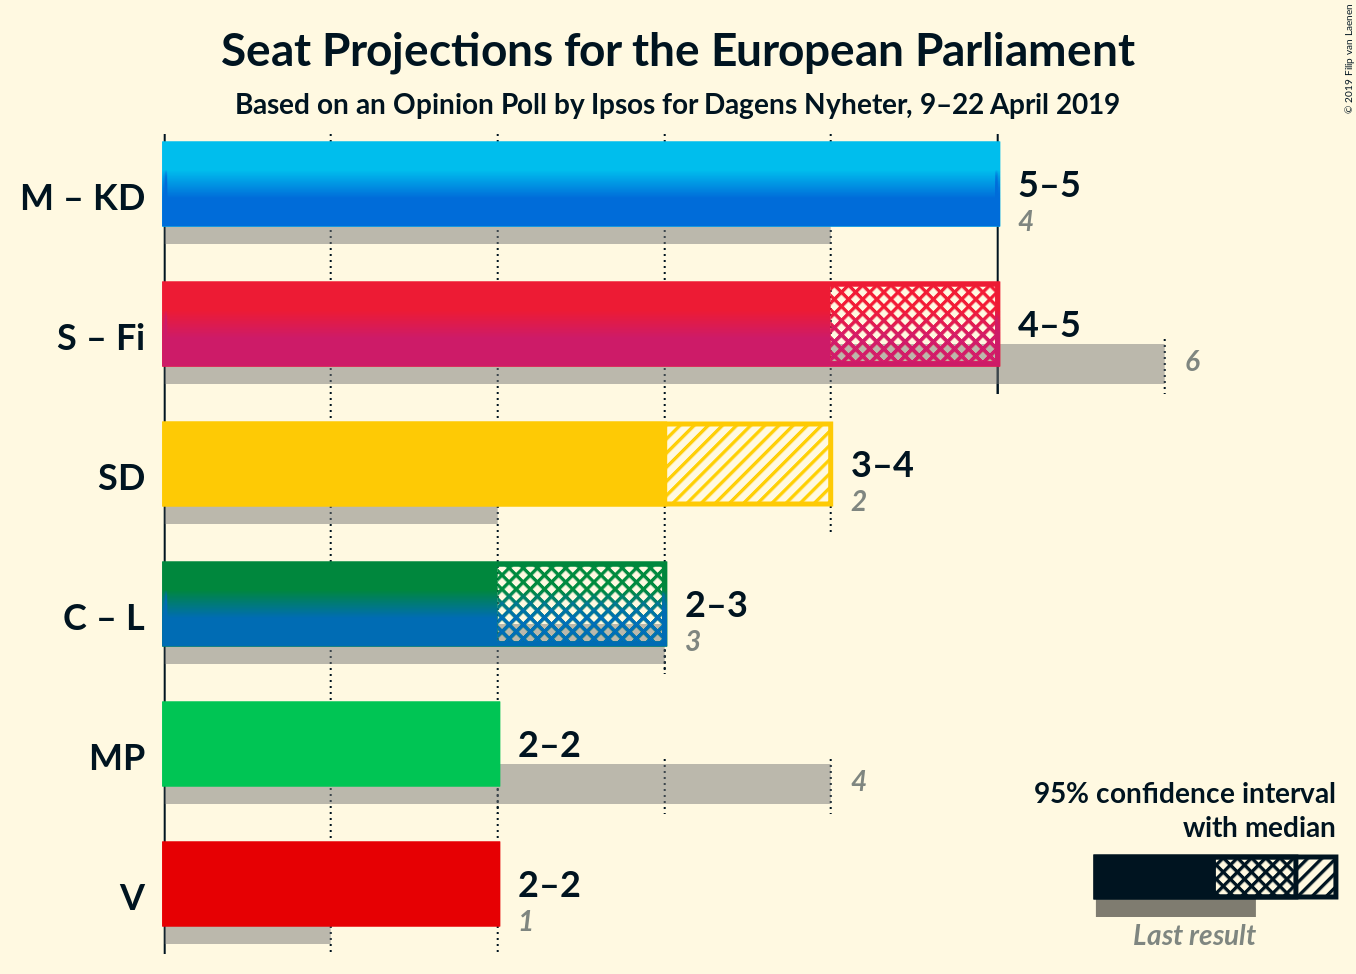 Seat Projections for the European Parliament
Based on an Opinion Poll by Ipsos for Dagens Nyheter, 9–22 April 2019
© 2019 Filip van Laenen
M – KD
5–5
4
S – Fi
4–5
6
SD
3–4
2
C – L
2–3
3
MP
2–2
4
V
2–2
1
95% confidence interval
with median
Last result